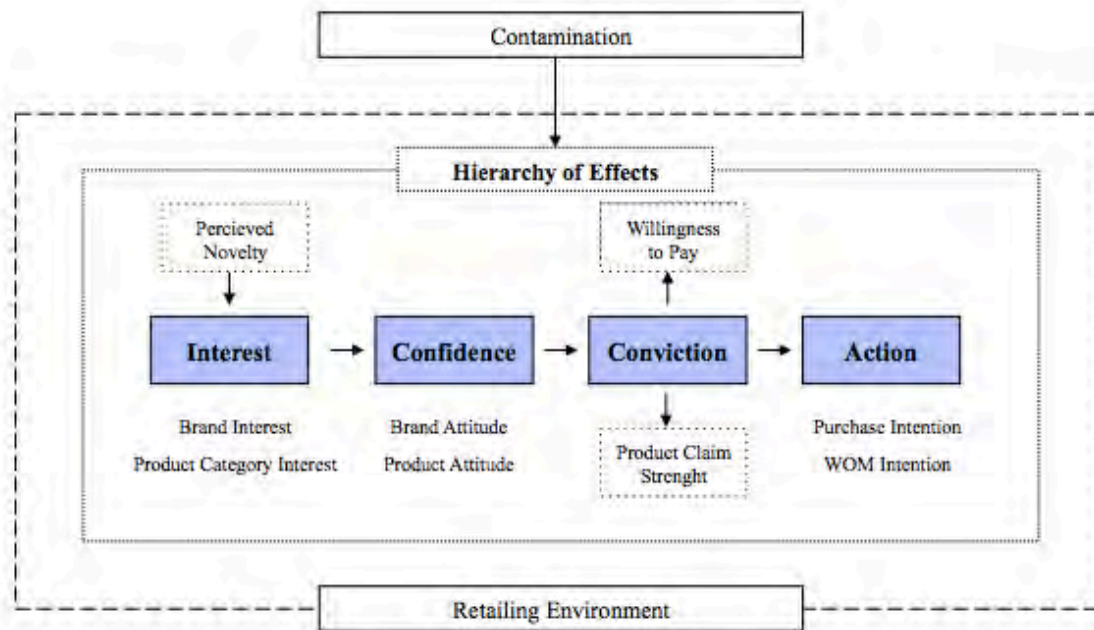 Contamination
Hierarchy of Effects
Percieved
Novelty
Willingness
to Pay
Interest
Confidence
Conviction
Action
Brand Interest
Product Category Interest
Brand Attitude
Product Attitude
Product Claim
Strenght
Purchase Intention
WOM Intention
Retailing Environment